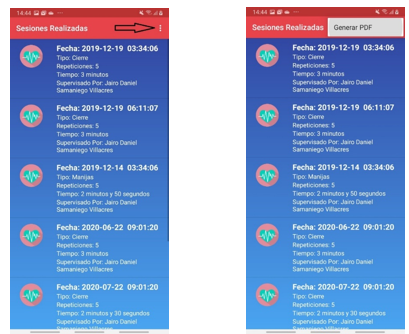 14:44
Sesiones Realizadas
Fecha: 2019-12-19 03:34:06
Tipo: Cierre
Repeticiones: 5
Tiempo: 3 minutos
Supervisado Por: Jairo Daniel
Samaniego Villacres
Fecha: 2019-12-19 06:11:07
Tipo: Cierre
Repeticiones: 5
Tiempo: 3 minutos
Supervisado Por: Jairo Daniel
Samaniego Villacres
Fecha: 2019-12-14 03:34:06
Tipo: Manijas
Repeticiones: 5
Tiempo: 2 minutos y 50 segundos
Supervisado Por: Jairo Daniel
Samaniego Villacres
Fecha: 2020-06-22 09:01:20
Tipo: Cierre
Repeticiones: 5
Tiempo: 3 minutos
Supervisado Por: Jairo Daniel
Samaniego Villacres
Fecha: 2020-07-22 09:01:20
Tipo: Cierre
Repeticiones: 5
Tiempo: 2 minutos y 30 segundos
Supervisado Por: Jairo Daniel
Samaniego Villacres
14:44
Sesiones Realizadas
Generar PDF
Fecha: 2019-12-19 03:34:06
Tipo: Cierre
Repeticiones: 5
Tiempo: 3 minutos
Supervisado Por: Jairo Daniel
Samaniego Villacres
Fecha: 2019-12-19 06:11:07
Tipo: Cierre
Repeticiones: 5
Tiempo: 3 minutos
Supervisado Por: Jairo Daniel
Samaniego Villacres
Fecha: 2019-12-14 03:34:06
Tipo: Manijas
Repeticiones: 5
Tiempo: 2 minutos y 50 segundos
Supervisado Por: Jairo Daniel
Samaniego Villacres
Fecha: 2020-06-22 09:01:20
Tipo: Cierre
Repeticiones: 5
Tiempo: 3 minutos
Supervisado Por: Jairo Daniel
Samaniego Villacres
Fecha: 2020-07-22 09:01:20
Tipo: Cierre
Repeticiones: 5
Tiempo: 2 minutos y 30 segundos
Supervisado Por: Jairo Daniel
Samaniego Villacres